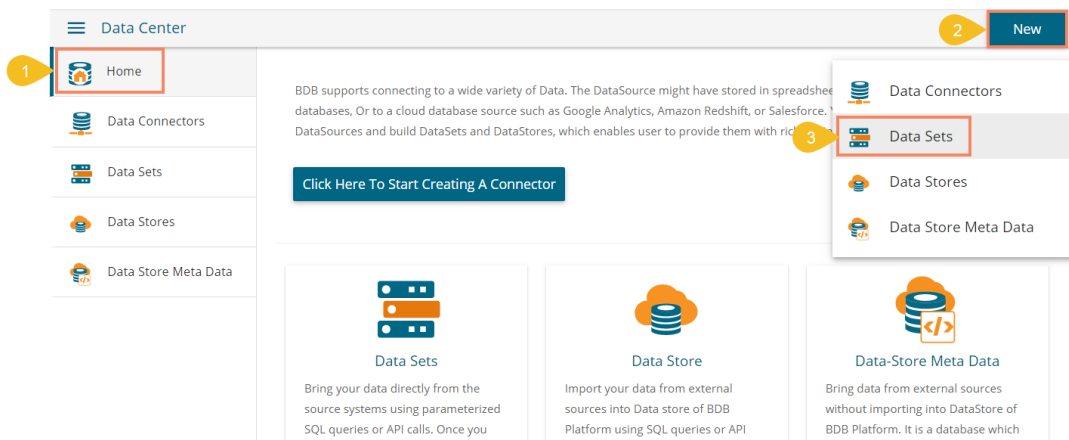 Data Center
2
New
1
Home
Data Connectors
Data Sets
Data Stores
Data Store Meta Data
BDB supports connecting to a wide variety of Data. The DataSource might have stored in
databases, Or to a cloud database source such as Google Analytics, Amazon Redshift, or Salesforce.
DataSources and build DataSets and DataStores, which enables user to provide them with
Click Here To Start Creating A Connector
Data Connectors
3
Data Sets
Data Stores
Data Store Meta Data
Data Sets
Bring your data directly from the
source systems using parameterized
SQL queries or API calls. Once you
Data Store
Import your data from external
sources into Data store of BDB
Platform using SQL queries or API
Data-Store Meta Data
Bring data from external sources
without importing into DataStore of
BDB Platform. It is a database which